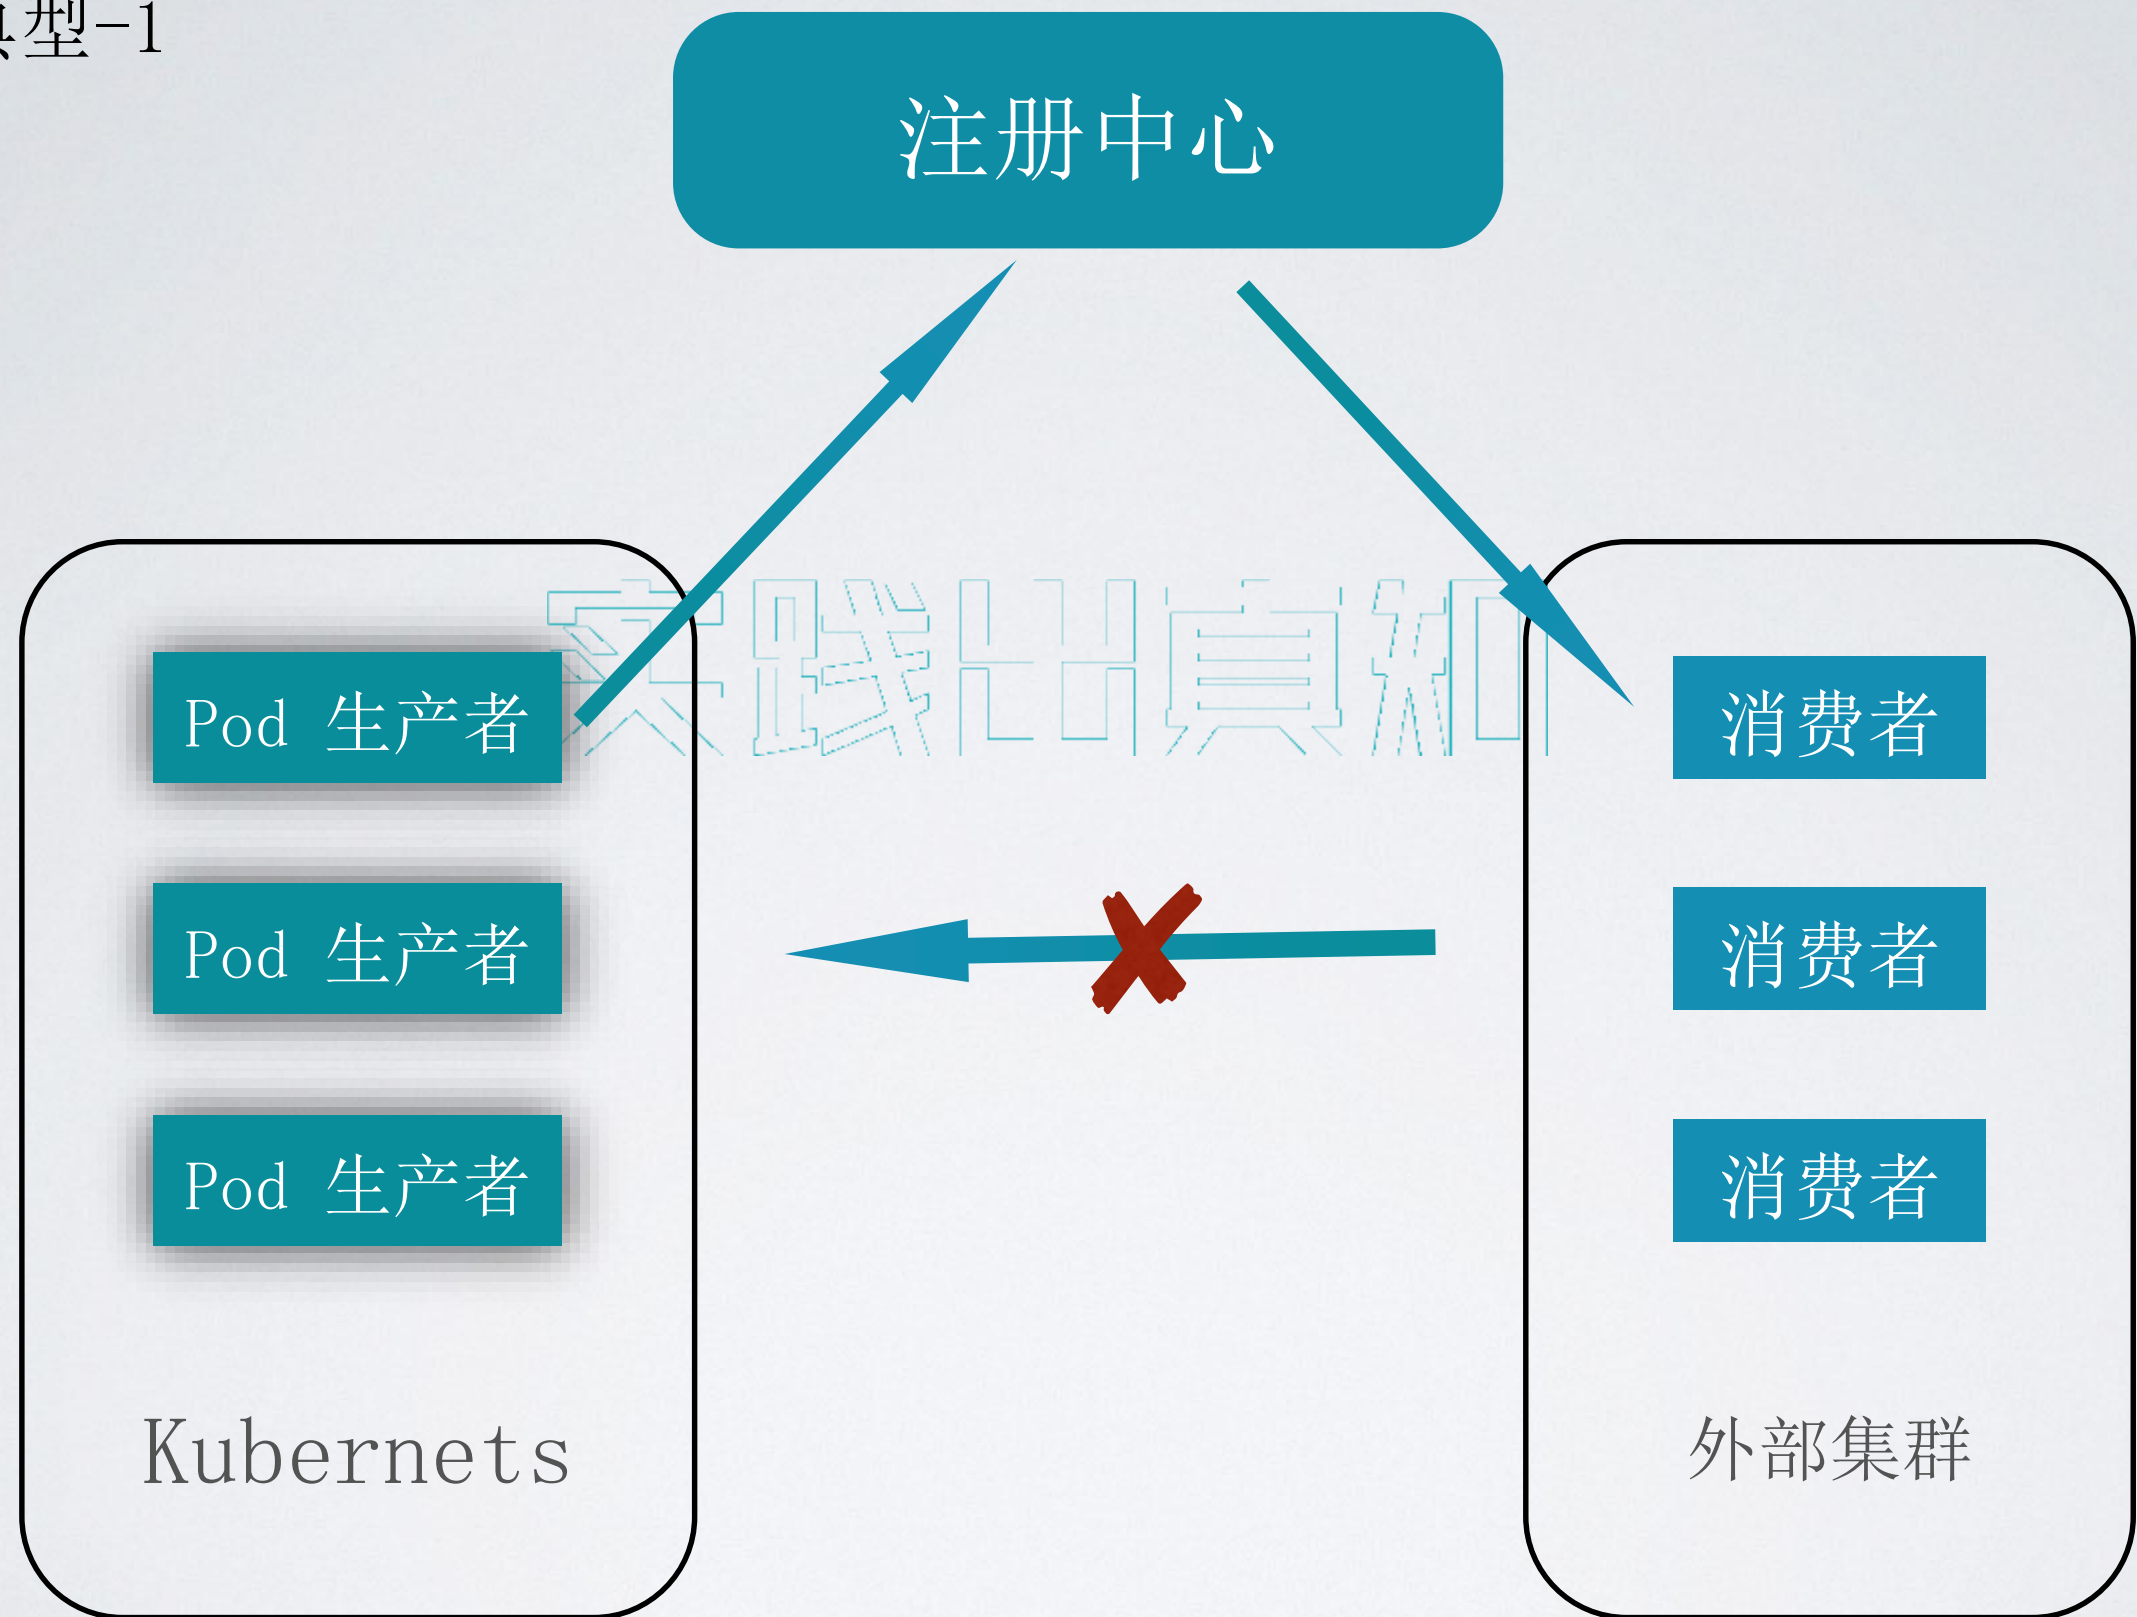 型-1
注册中心
实践出真知
Pod 生产者
消费者
Pod 生产者
消费者
Pod 生产者
消费者
Kubernets
外部集群